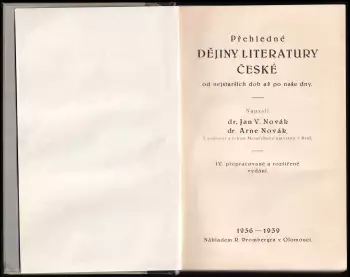 Přehledné
DĚJINY LITERATURY
ČESKÉ
od nejstarších dob až po naše dny.
Napsali
dr. Jan V. Novák
dr. Arne Novák,
IV. přepracované a rozšířené
vydání.
1936—1939
Nákladem R. Prombergra v Olomouci.